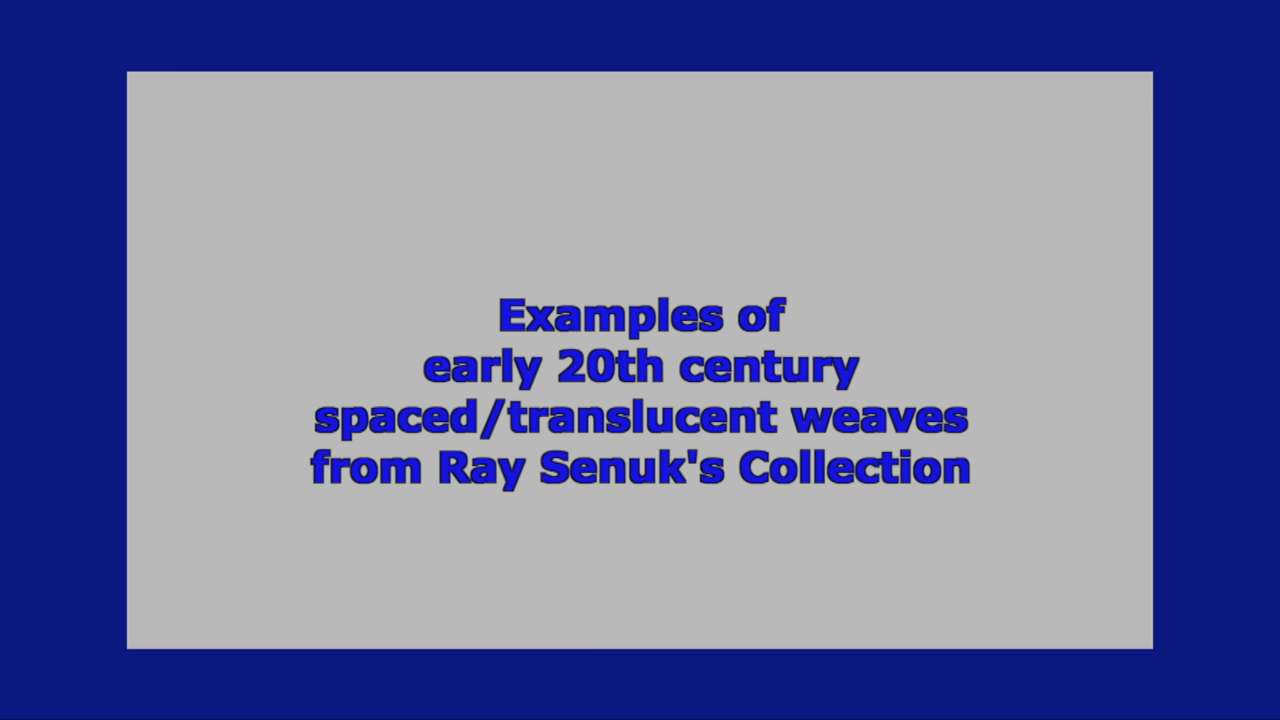 Examples of
early 20th century
spaced/translucent weaves
from Ray Senuk's Collection